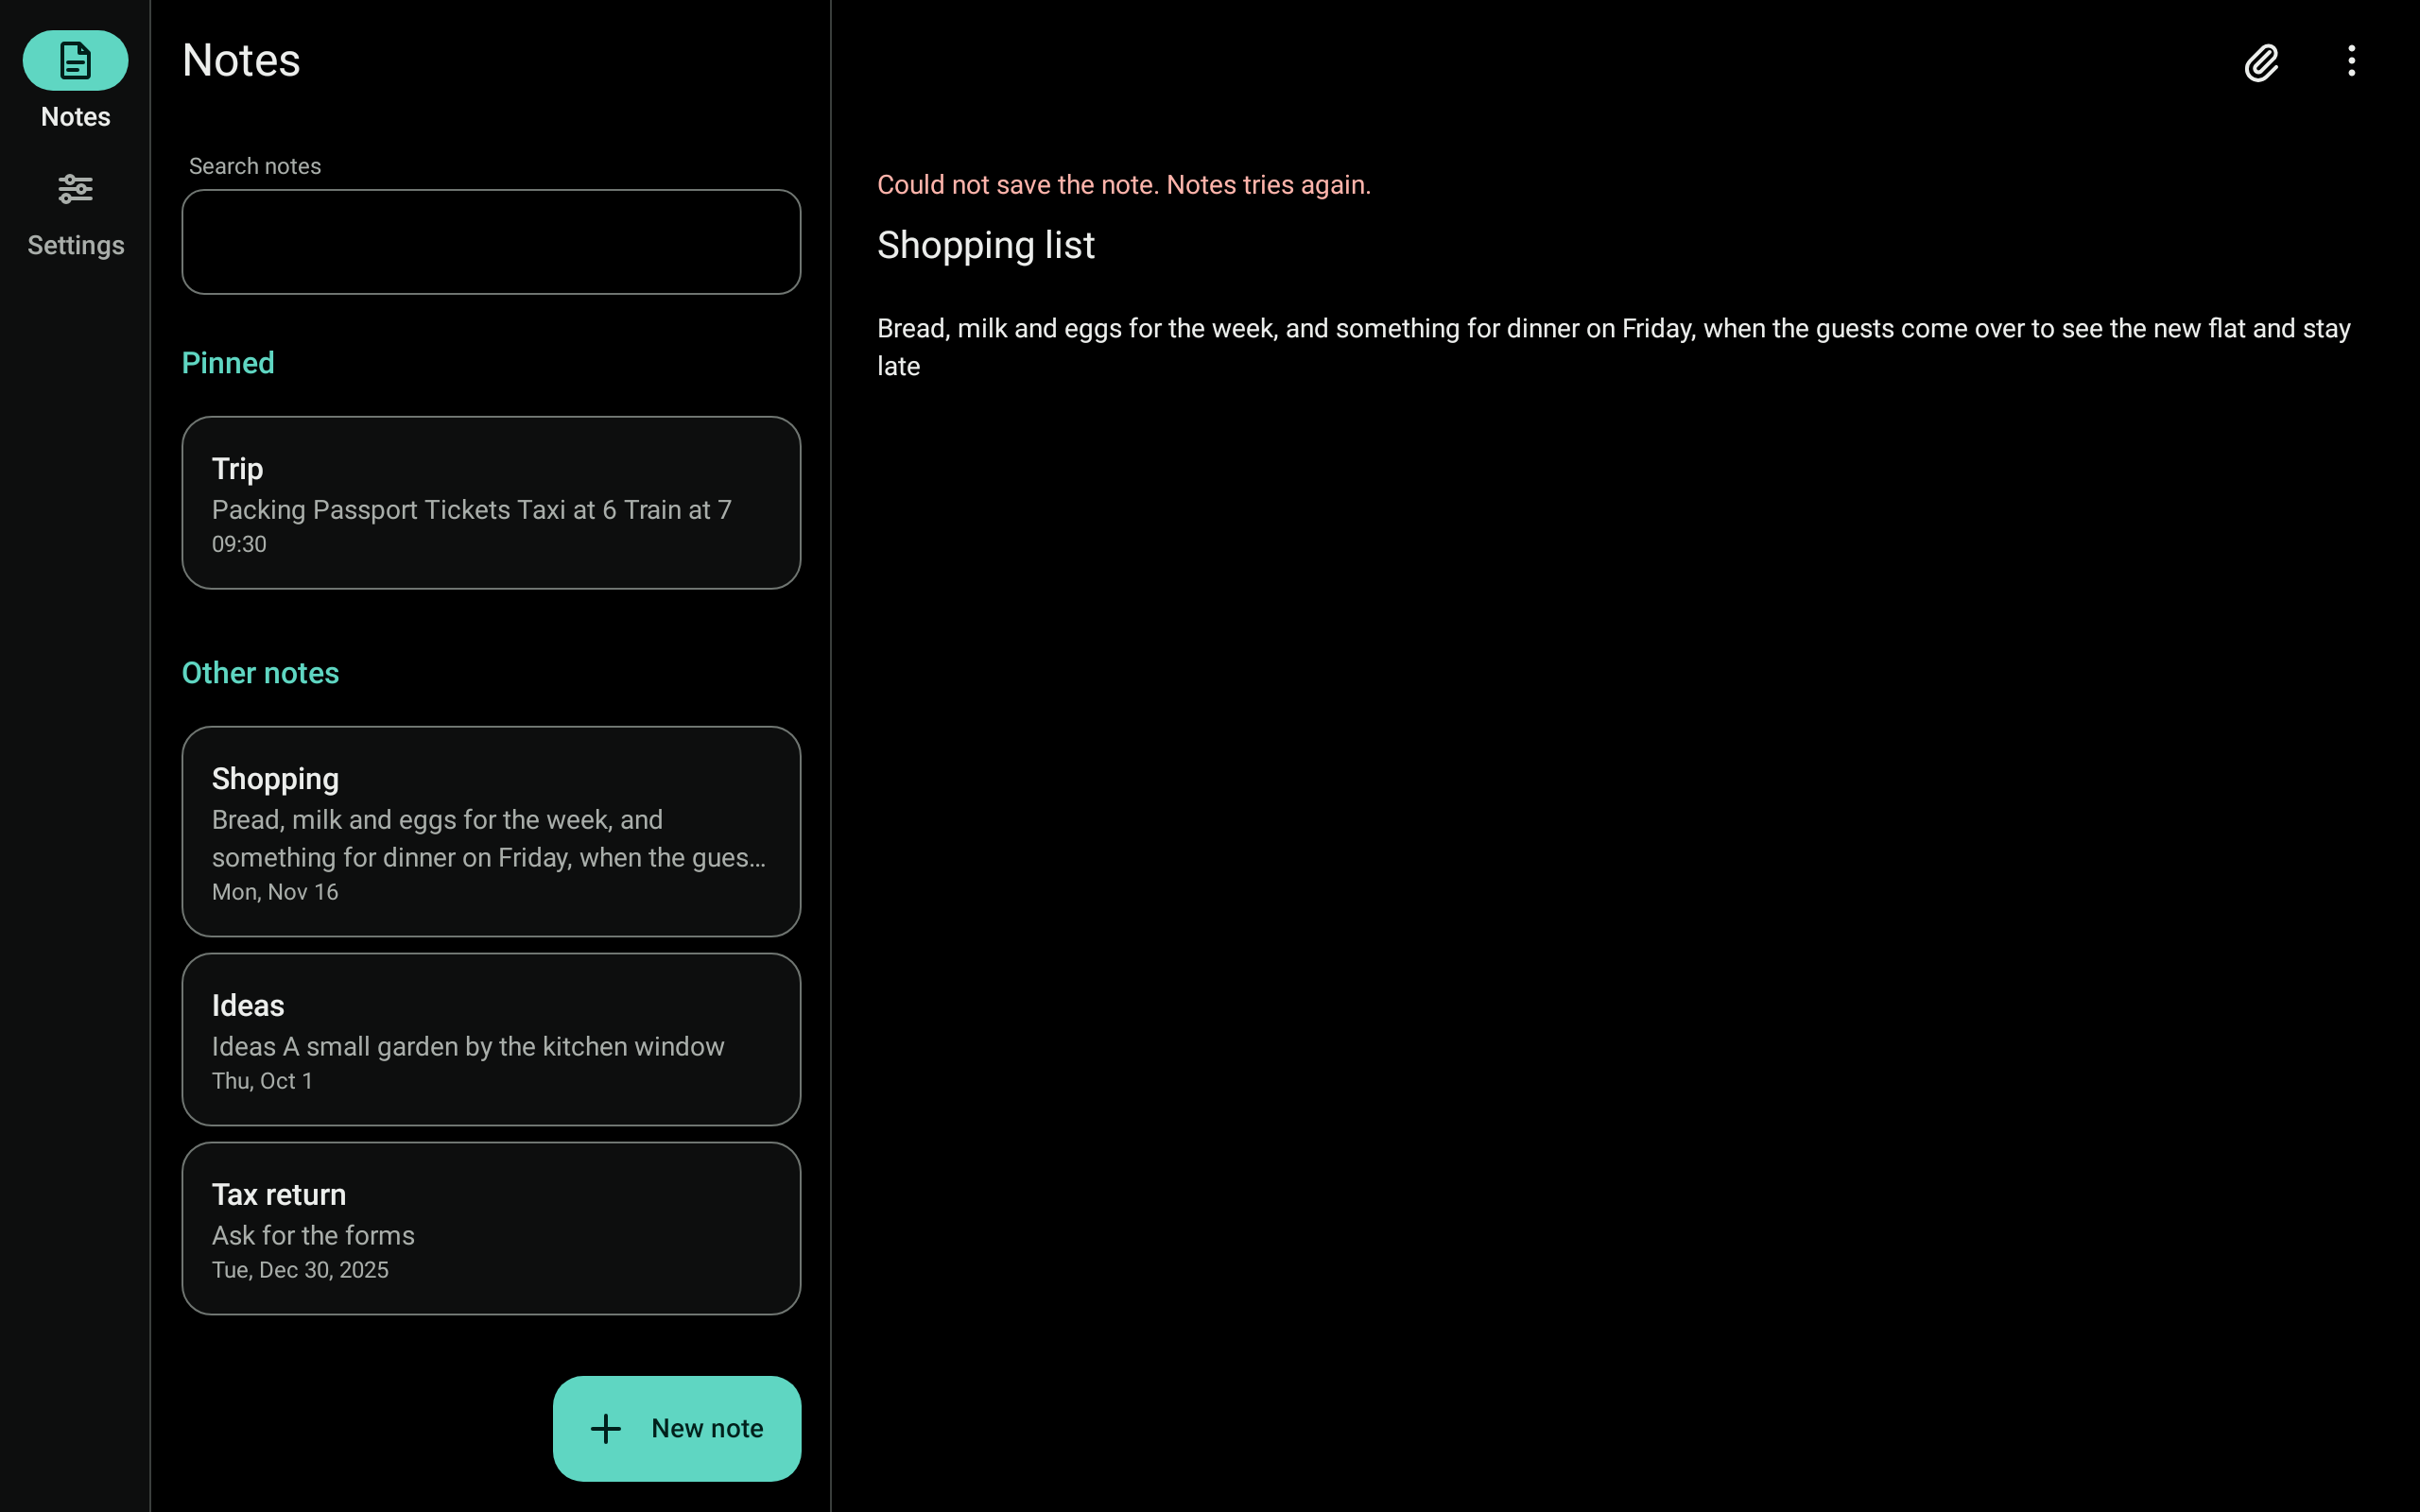 Notes
Settings
Notes
Search notes
Pinned
Trip
Packing Passport Tickets Taxi at 6 Train at 7
09:30
Other notes
Shopping
Bread, milk and eggs for the week, and
something for dinner on Friday, when the gues…
Mon, Nov 16
Ideas
Ideas A small garden by the kitchen window
Thu, Oct 1
Tax return
Ask for the forms
Tue, Dec 30, 2025
New note
Could not save the note. Notes tries again.
Shopping list
Bread, milk and eggs for the week, and something for dinner on Friday, when the guests come over to see the new flat and stay
late